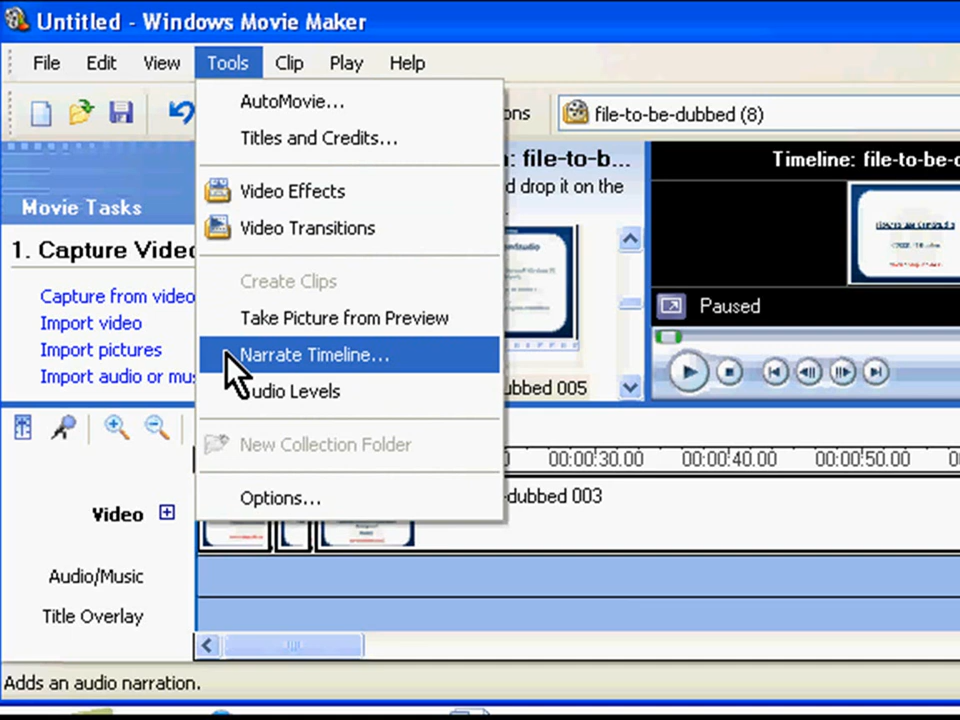 Untitled - Windows Movie Maker
File Edit View Tools Clip Play Help
AutoMovie...
Titles and Credits...
Video Effects
Video Transitions
Create Clips
Take Picture from Preview
Narrate Timeline...
udio Levels
New Collection Folder
Options...
ons
file-to-be-dubbed (8)
Movie Tasks
1. Capture Video
Capture from video
Import video
Import pictures
Import audio or mu
: file-to-b...
d drop it on the
ubbed 005
Timeline: file-to-be-
Paused
00:00:30.00 00:00:40.00 00:00:50.00
dubbed 003
Video
Audio/Music
Title Overlay
Adds an audio narration.